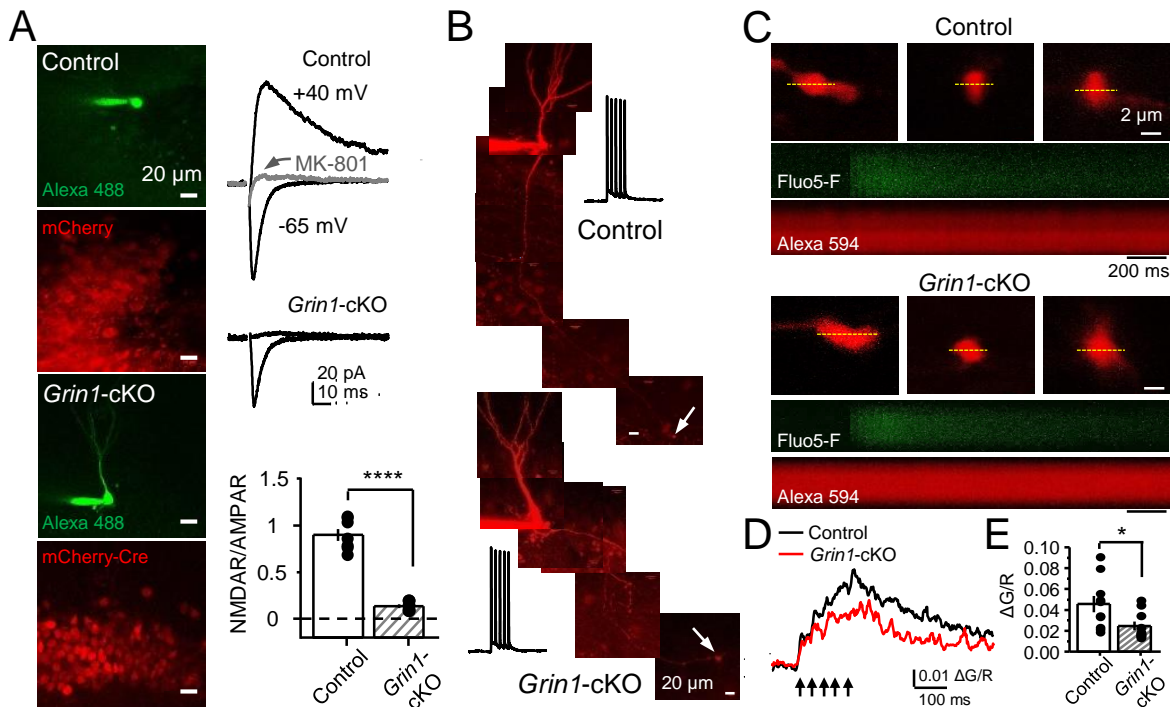 A
Control
20 µm
Alexa 488
mCherry
Grin1-cKO
Alexa 488
mCherry-Cre
Control
+40 mV
MK-801
-65 mV
Grin1-cKO
20 pA
10 ms
****
NMDAR/AMPAR
1.5
1
0.5
0
Control
Grin1-
cKO
B
Control
Grin1-cKO
20 µm
C
Control
2 µm
Fluo5-F
Alexa 594
200 ms
Grin1-cKO
Fluo5-F
Alexa 594
D
Control
Grin1-cKO
0.01 ΔG/R
100 ms
E
*
ΔG/R
0.10
0.08
0.06
0.04
0.02
0.00
Control
Grin1-
cKO